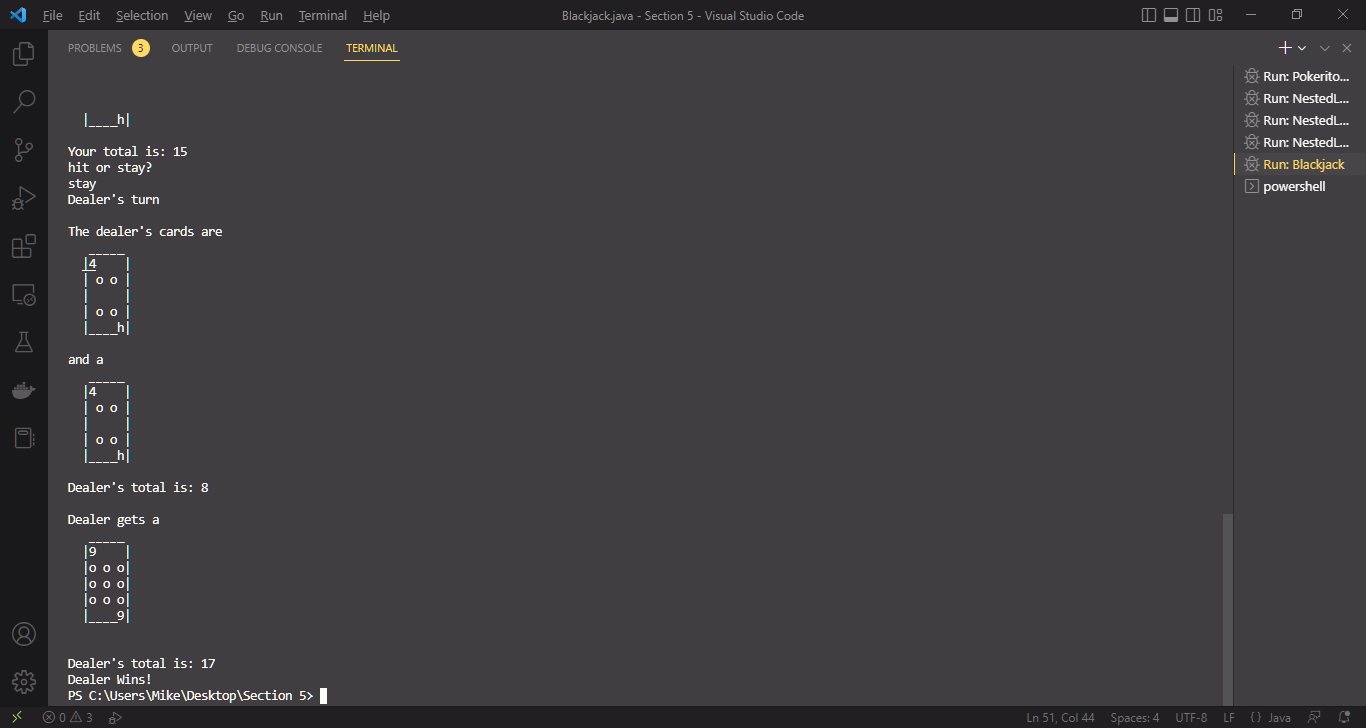 File Edit Selection View Go Run Terminal Help
Blackjack.java - Section 5 - Visual Studio Code
PROBLEMS 3 OUTPUT DEBUG CONSOLE TERMINAL
|____h|
Your total is: 15
hit or stay?
stay
Dealer's turn
The dealer's cards are
 _____
|4    |
| o o |
|     |
| o o |
|____h|
and a
 _____
|4    |
| o o |
|     |
| o o |
|____h|
Dealer's total is: 8
Dealer gets a
 _____
|9    |
|o o o|
|o o o|
|o o o|
|____9|
Dealer's total is: 17
Dealer Wins!
PS C:\Users\Mike\Desktop\Section 5>
Run: Pokerito...
Run: NestedL...
Run: NestedL...
Run: NestedL...
Run: Blackjack
powershell
0 3
Ln 51, Col 44 Spaces: 4 UTF-8 LF {} Java